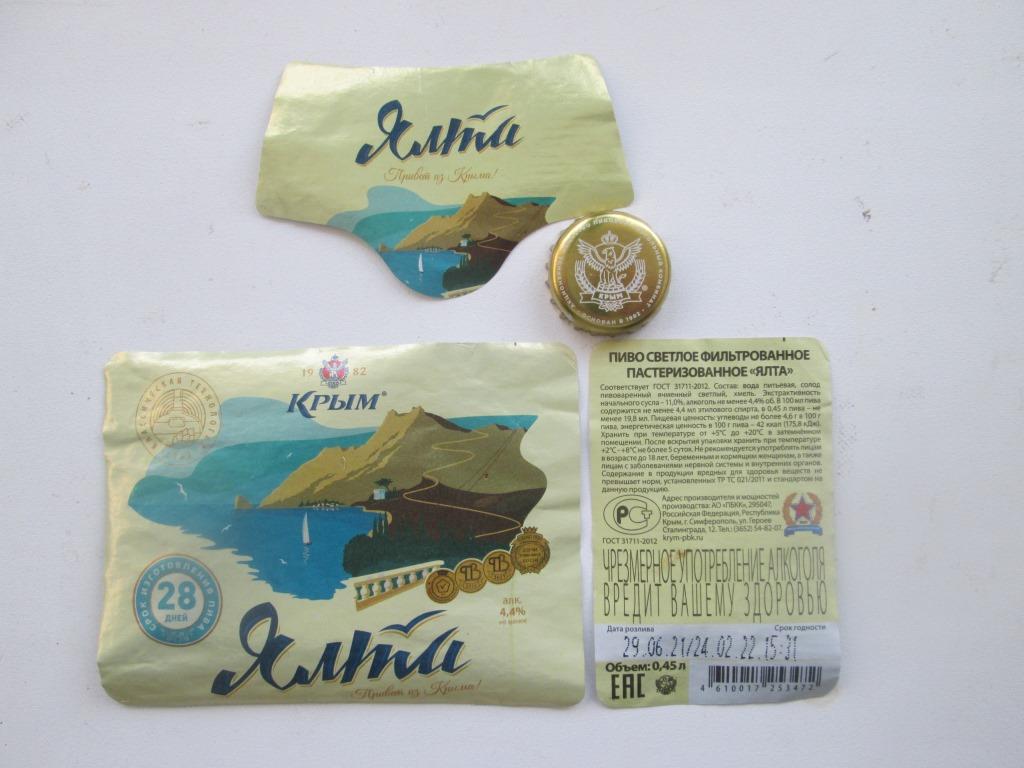 Ялта
Привет из Крыма!
КРЫМ
ОСНОВАН В 1982
1982
КРЫМ®
КЛАССИЧЕСКАЯ ТЕХНОЛОГИЯ
СРОК ИЗГОТОВЛЕНИЯ ПИВА
28
ДНЕЙ
алк.
4,4%
не менее
Ялта
Привет из Крыма!
ПИВО СВЕТЛОЕ ФИЛЬТРОВАННОЕ
ПАСТЕРИЗОВАННОЕ «ЯЛТА»
Соответствует ГОСТ 31711-2012. Состав: вода питьевая, солод
пивоваренный ячменный светлый, хмель. Экстрактивность
начального сусла – 11,0%, алкоголь не менее 4,4% об. В 100 мл пива
содержится не менее 4,4 мл этилового спирта, в 0,45 л пива – не
менее 19,8 мл. Пищевая ценность: углеводы не более 4,6 г в 100 г
пива, энергетическая ценность в 100 г пива – 42 ккал (175,8 кДж).
Хранить при температуре от +5°С до +20°С в затемнённом
помещении. После вскрытия упаковки хранить при температуре
+2°С- +8°С не более 5 суток. Не рекомендуется употреблять лицам
в возрасте до 18 лет, беременным и кормящим женщинам, а также
лицам с заболеваниями нервной системы и внутренних органов.
Содержание в продукции вредных для здоровья веществ не
превышает норм, установленных ТР ТС 021/2011 и стандартом на
данную продукцию.
Адрес производителя и мощностей
производства: АО «ПБКК», 295047,
Российская Федерация, Республика
Крым, г. Симферополь, ул. Героев
Сталинграда, 12. Тел.: (3652) 54-82-07.
krym-pbk.ru
ГОСТ 31711-2012
ЧРЕЗМЕРНОЕ УПОТРЕБЛЕНИЕ АЛКОГОЛЯ
ВРЕДИТ ВАШЕМУ ЗДОРОВЬЮ
Дата розлива Срок годности
29.06.21/24.02.22 15:31
Объем: 0,45 л
ЕАС
4 610017 253472